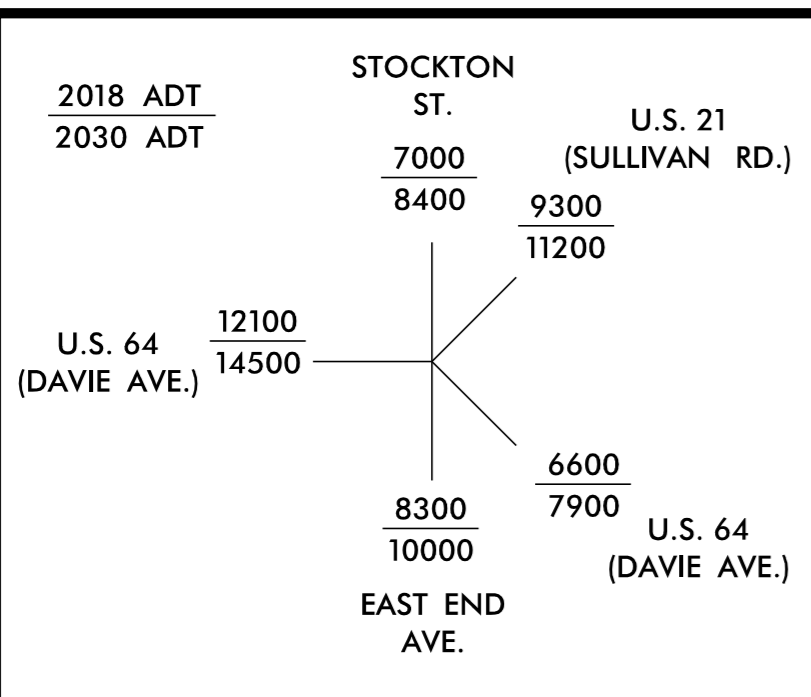 2018 ADT
2030 ADT
STOCKTON
ST.
7000
8400
U.S. 21
(SULLIVAN RD.)
9300
11200
U.S. 64
(DAVIE AVE.)
12100
14500
6600
7900
U.S. 64
(DAVIE AVE.)
8300
10000
EAST END
AVE.